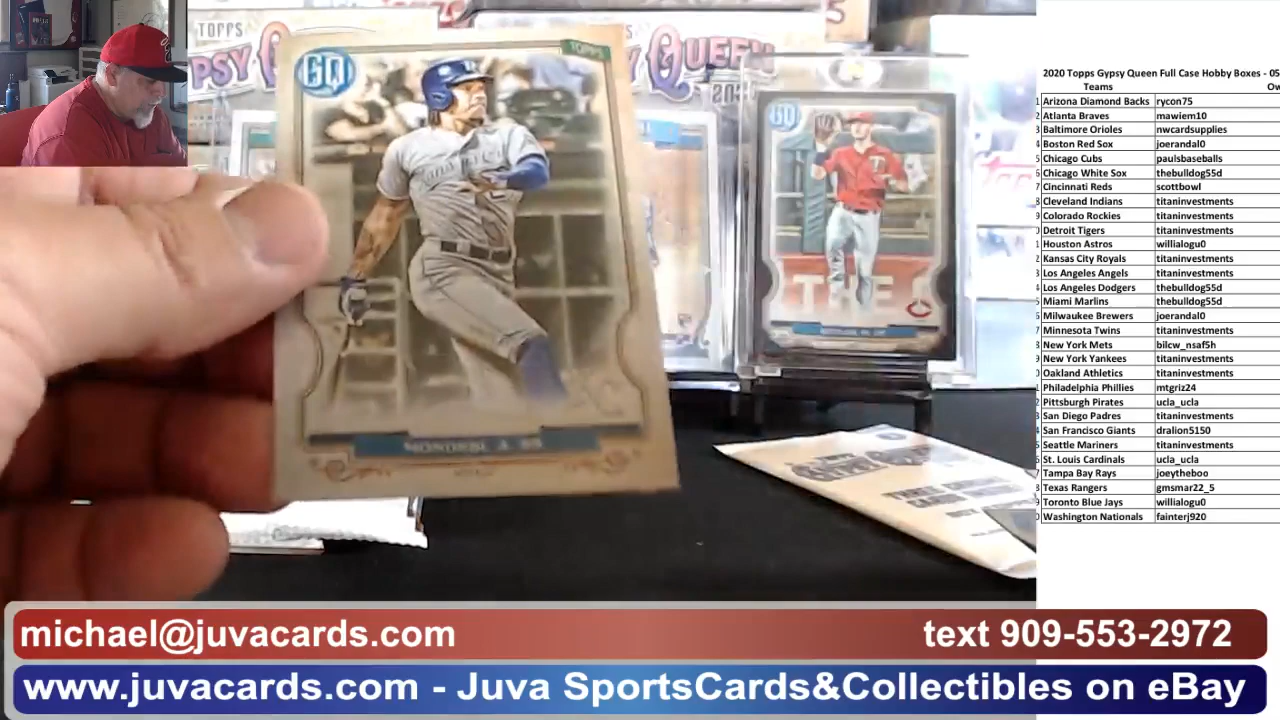 2020 Topps Gypsy Queen Full Case Hobby Boxes - 05
Teams Ow
Arizona Diamond Backs rycon75
Atlanta Braves mawiem10
Baltimore Orioles nwcardsupplies
Boston Red Sox joerandal0
Chicago Cubs paulsbaseballs
Chicago White Sox thebulldog55d
Cincinnati Reds scottbowl
Cleveland Indians titaninvestments
Colorado Rockies titaninvestments
Detroit Tigers titaninvestments
Houston Astros willialogu0
Kansas City Royals titaninvestments
Los Angeles Angels titaninvestments
Los Angeles Dodgers thebulldog55d
Miami Marlins thebulldog55d
Milwaukee Brewers joerandal0
Minnesota Twins titaninvestments
New York Mets bilcw_nsaf5h
New York Yankees titaninvestments
Oakland Athletics titaninvestments
Philadelphia Phillies mtgriz24
Pittsburgh Pirates ucla_ucla
San Diego Padres titaninvestments
San Francisco Giants dralion5150
Seattle Mariners titaninvestments
St. Louis Cardinals ucla_ucla
Tampa Bay Rays joeytheboo
Texas Rangers gmsmar22_5
Toronto Blue Jays willialogu0
Washington Nationals fainterj920
TOPPS
QUEEN
GQ
TOPPS
GQ
THE
C
michael@juvacards.com text 909-553-2972
www.juvacards.com - Juva SportsCards&Collectibles on eBay